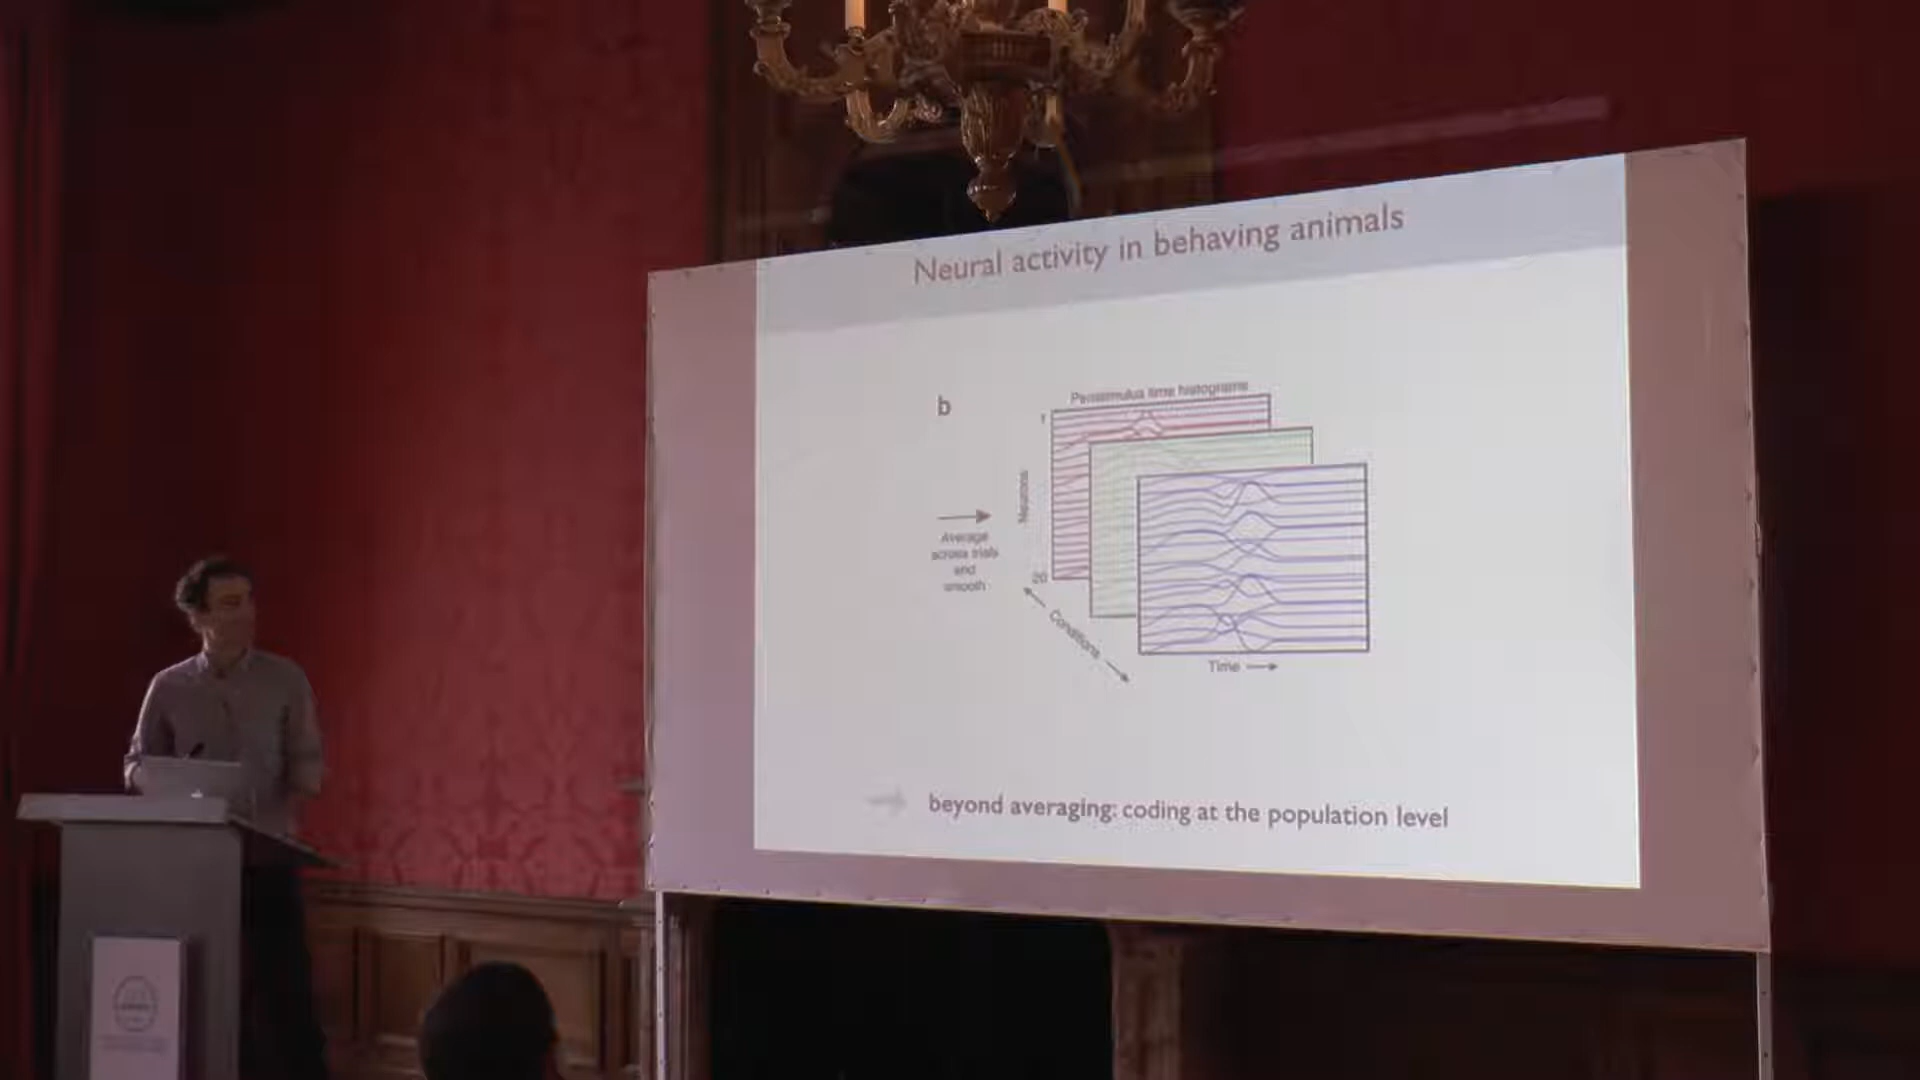 Neural activity in behaving animals
b
Peristimulus time histograms
1
Neurons
20
Average
across trials
and
smooth
Conditions
Time
beyond averaging: coding at the population level